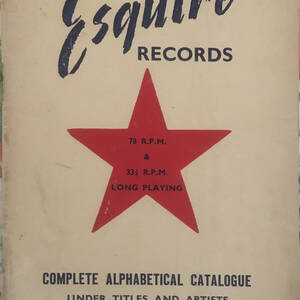 Esquire
RECORDS
78 R.P.M.
&
33⅓ R.P.M.
LONG PLAYING
COMPLETE ALPHABETICAL CATALOGUE
UNDER TITLES AND ARTISTS